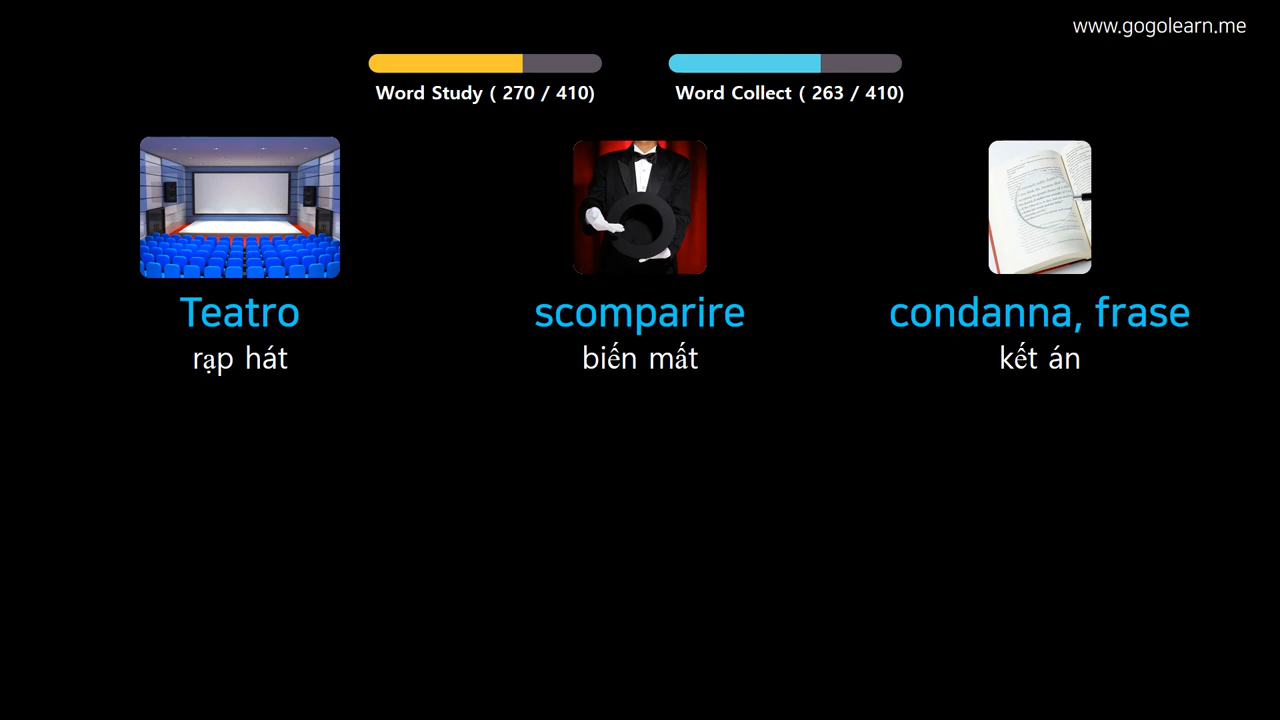 www.gogolearn.me
Word Study ( 270 / 410)
Word Collect ( 263 / 410)
Teatro
rạp hát
scomparire
biến mất
condanna, frase
kết án